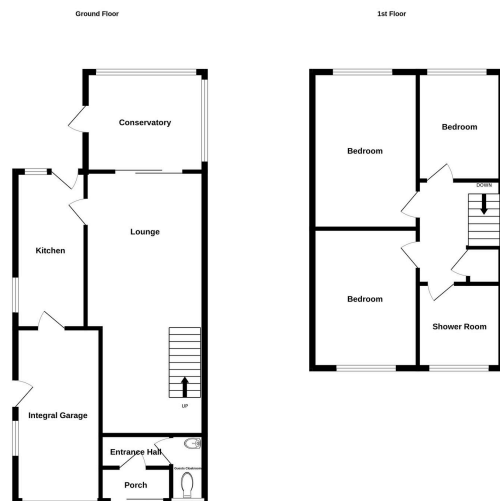 Ground Floor
1st Floor
Conservatory
Bedroom
Bedroom
Lounge
Kitchen
DOWN
Bedroom
Shower Room
UP
Integral Garage
Entrance Hall
Porch